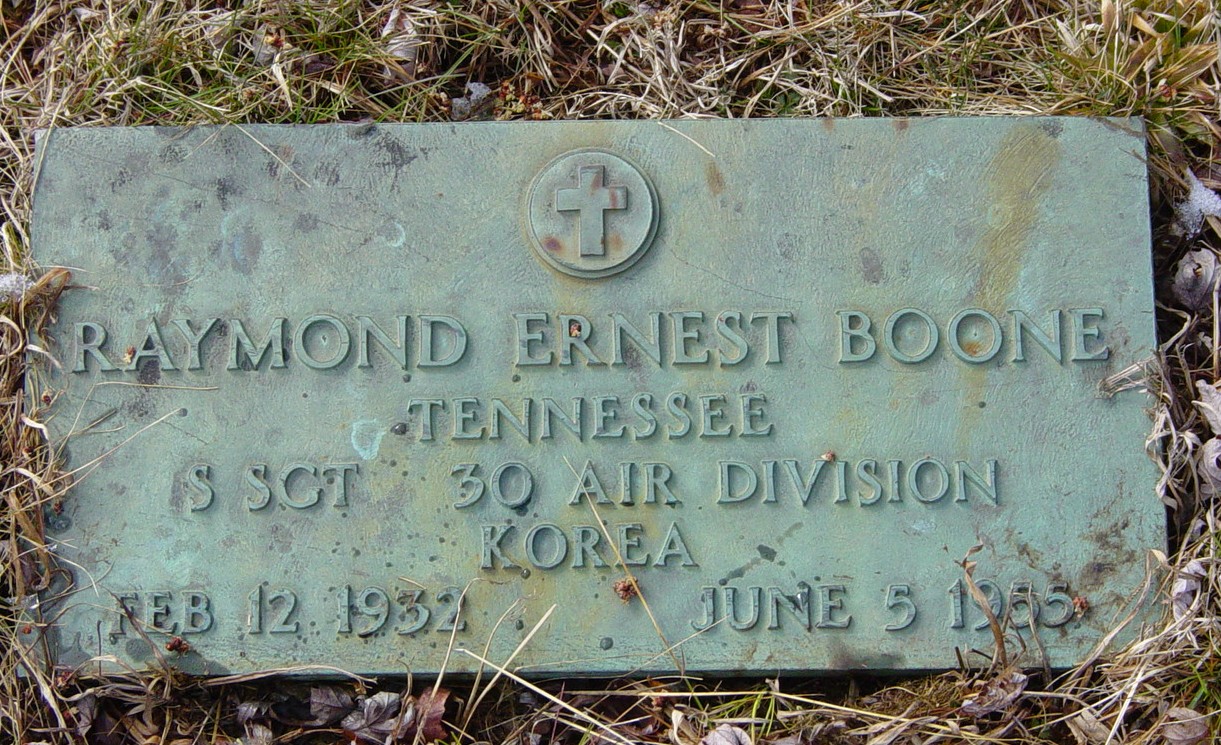 RAYMOND ERNEST BOONE
TENNESSEE
S SGT 30 AIR DIVISION
KOREA
FEB 12 1932 JUNE 5 1955